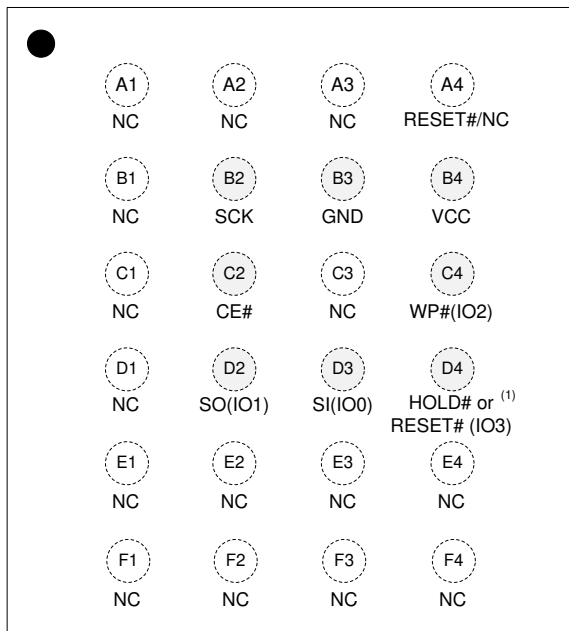 A1 A2 A3 A4
NC NC NC RESET#/NC
B1 B2 B3 B4
NC SCK GND VCC
C1 C2 C3 C4
NC CE# NC WP#(IO2)
D1 D2 D3 D4
NC SO(IO1) SI(IO0) HOLD# or (1)
RESET# (IO3)
E1 E2 E3 E4
NC NC NC NC
F1 F2 F3 F4
NC NC NC NC